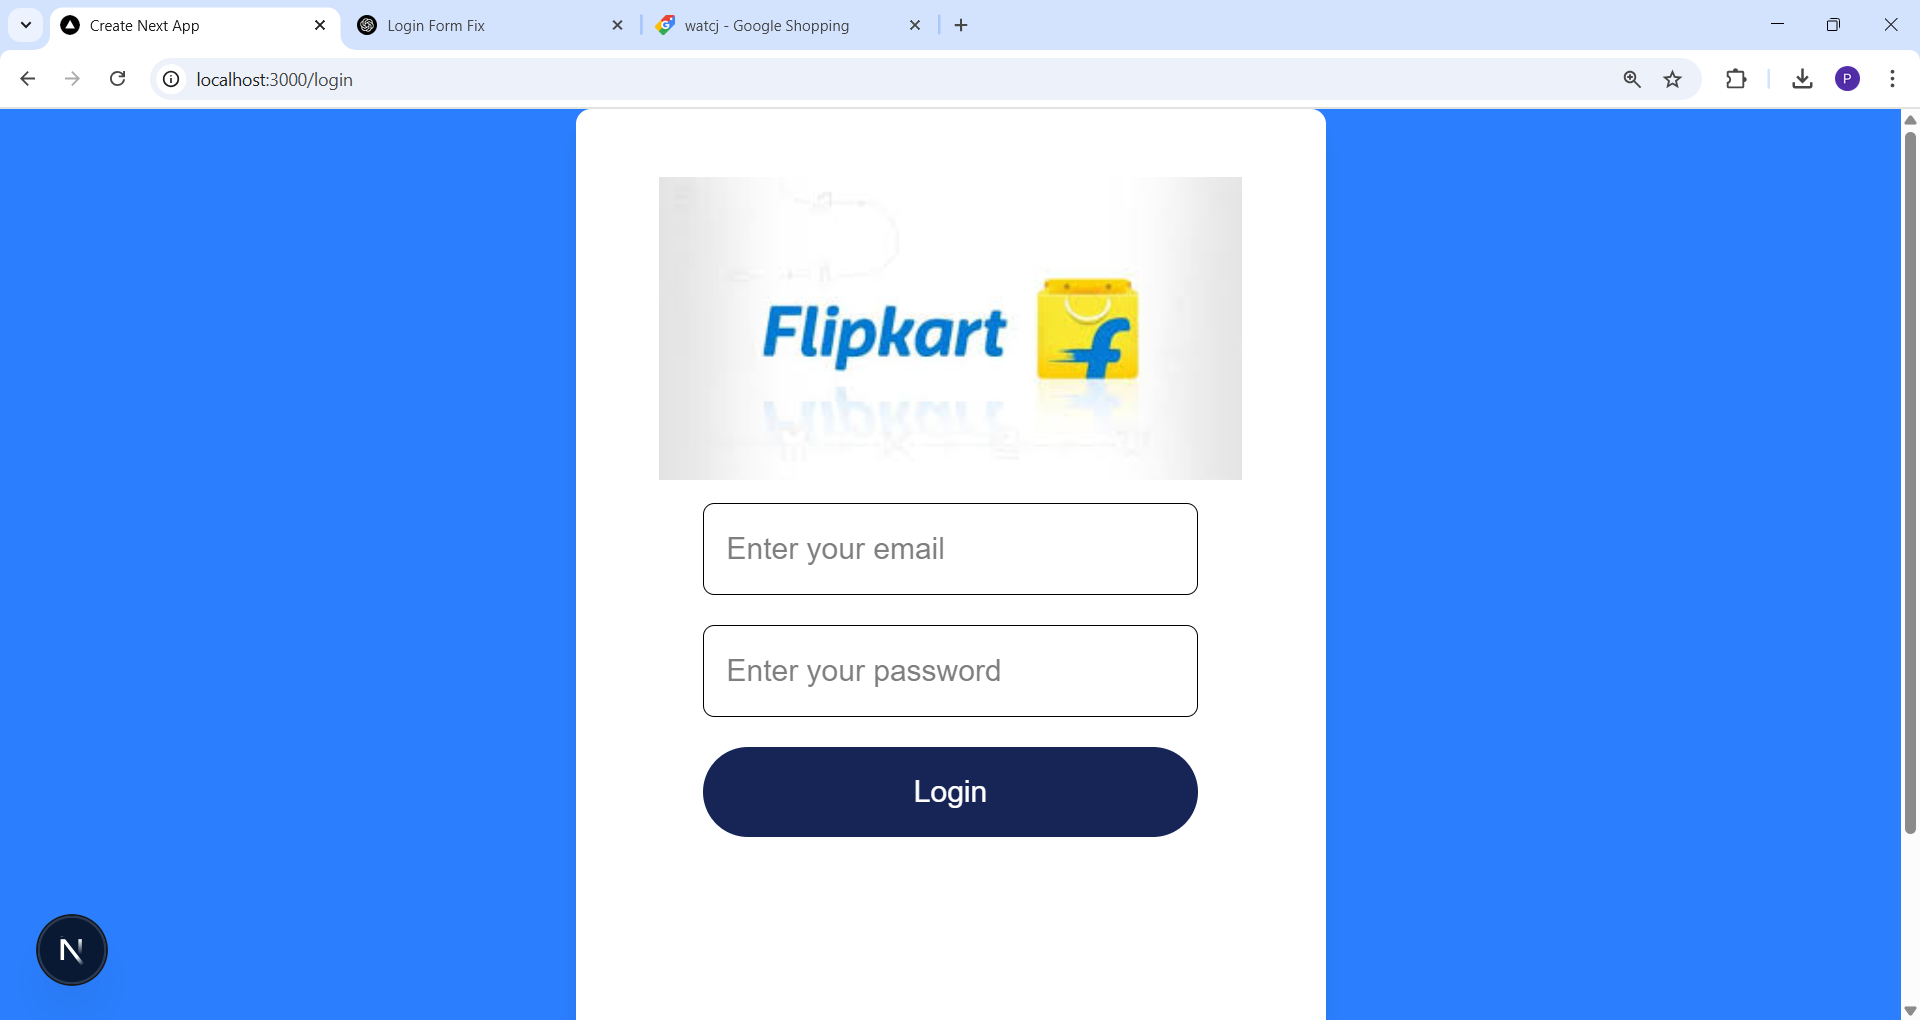 Create Next App
Login Form Fix
watcj - Google Shopping
localhost:3000/login
P
Flipkart
f
Enter your email
Enter your password
Login
N